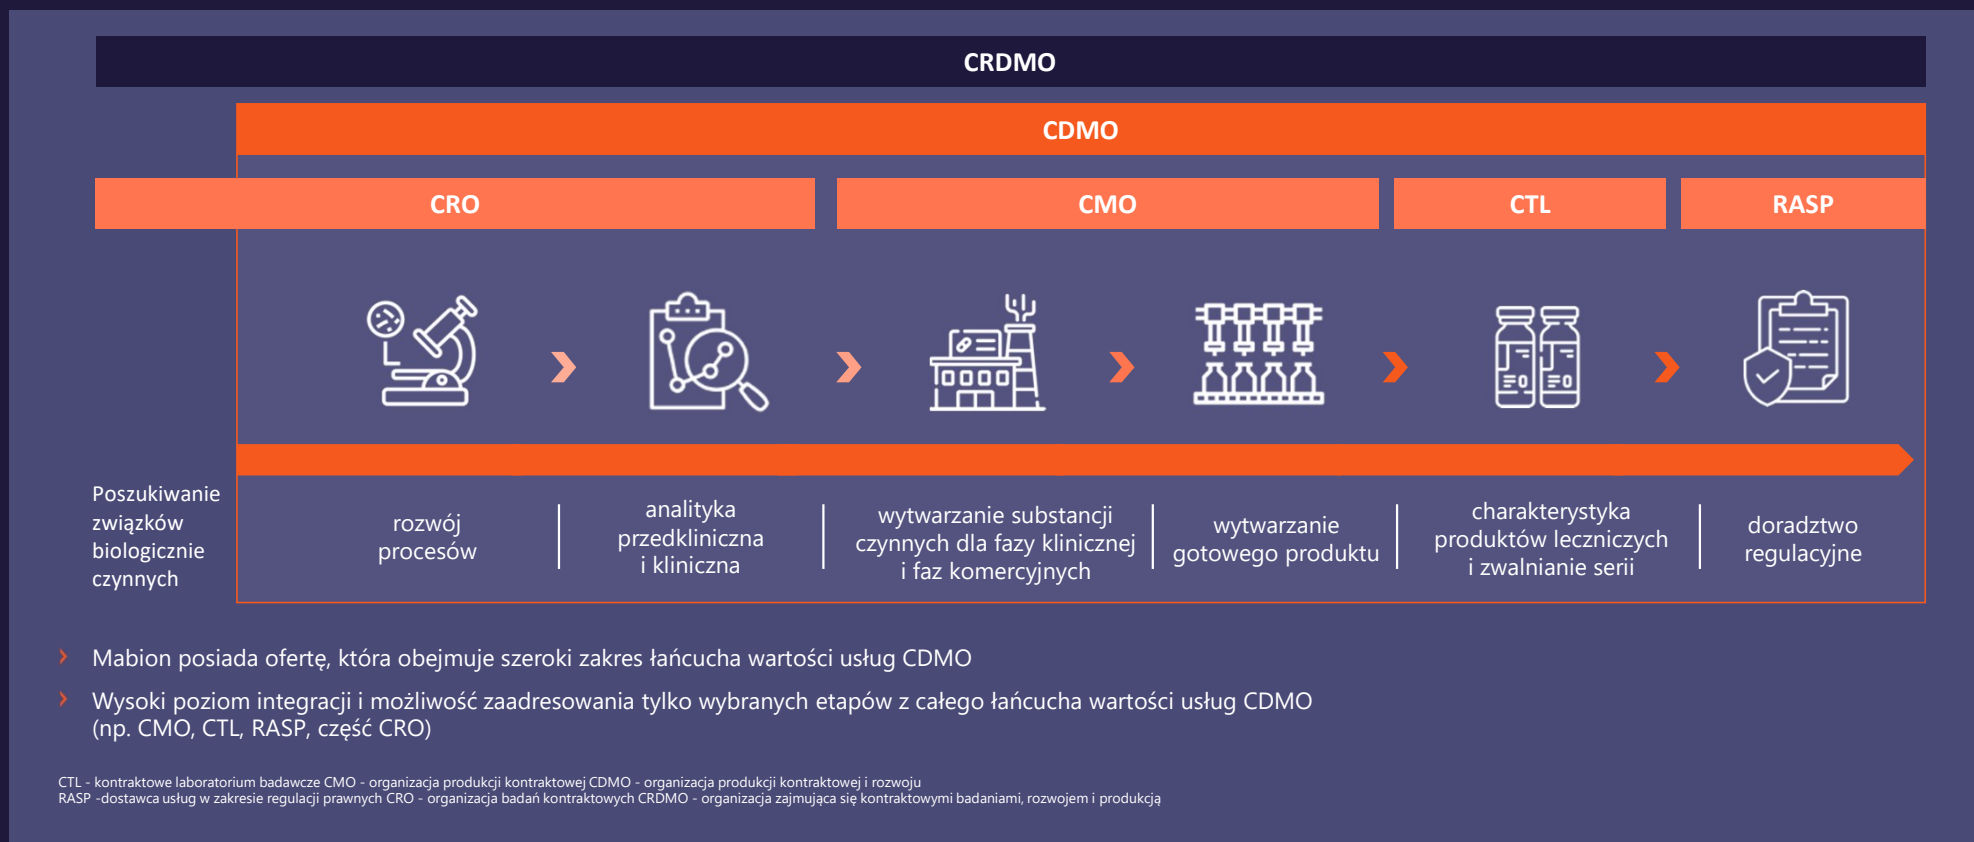 CRDMO
CDMO
CRO
CMO
CTL
RASP
Poszukiwanie
związków
biologicznie
czynnych
rozwój
procesów
analityka
przedkliniczna
i kliniczna
wytwarzanie substancji
czynnych dla fazy klinicznej
i faz komercyjnych
wytwarzanie
gotowego produktu
charakterystyka
produktów leczniczych
i zwalnianie serii
doradztwo
regulacyjne
Mabion posiada ofertę, która obejmuje szeroki zakres łańcucha wartości usług CDMO
Wysoki poziom integracji i możliwość zaadresowania tylko wybranych etapów z całego łańcucha wartości usług CDMO
(np. CMO, CTL, RASP, część CRO)
CTL - kontraktowe laboratorium badawcze CMO - organizacja produkcji kontraktowej CDMO - organizacja produkcji kontraktowej i rozwoju
RASP -dostawca usług w zakresie regulacji prawnych CRO - organizacja badań kontraktowych CRDMO - organizacja zajmująca się kontraktowymi badaniami, rozwojem i produkcją